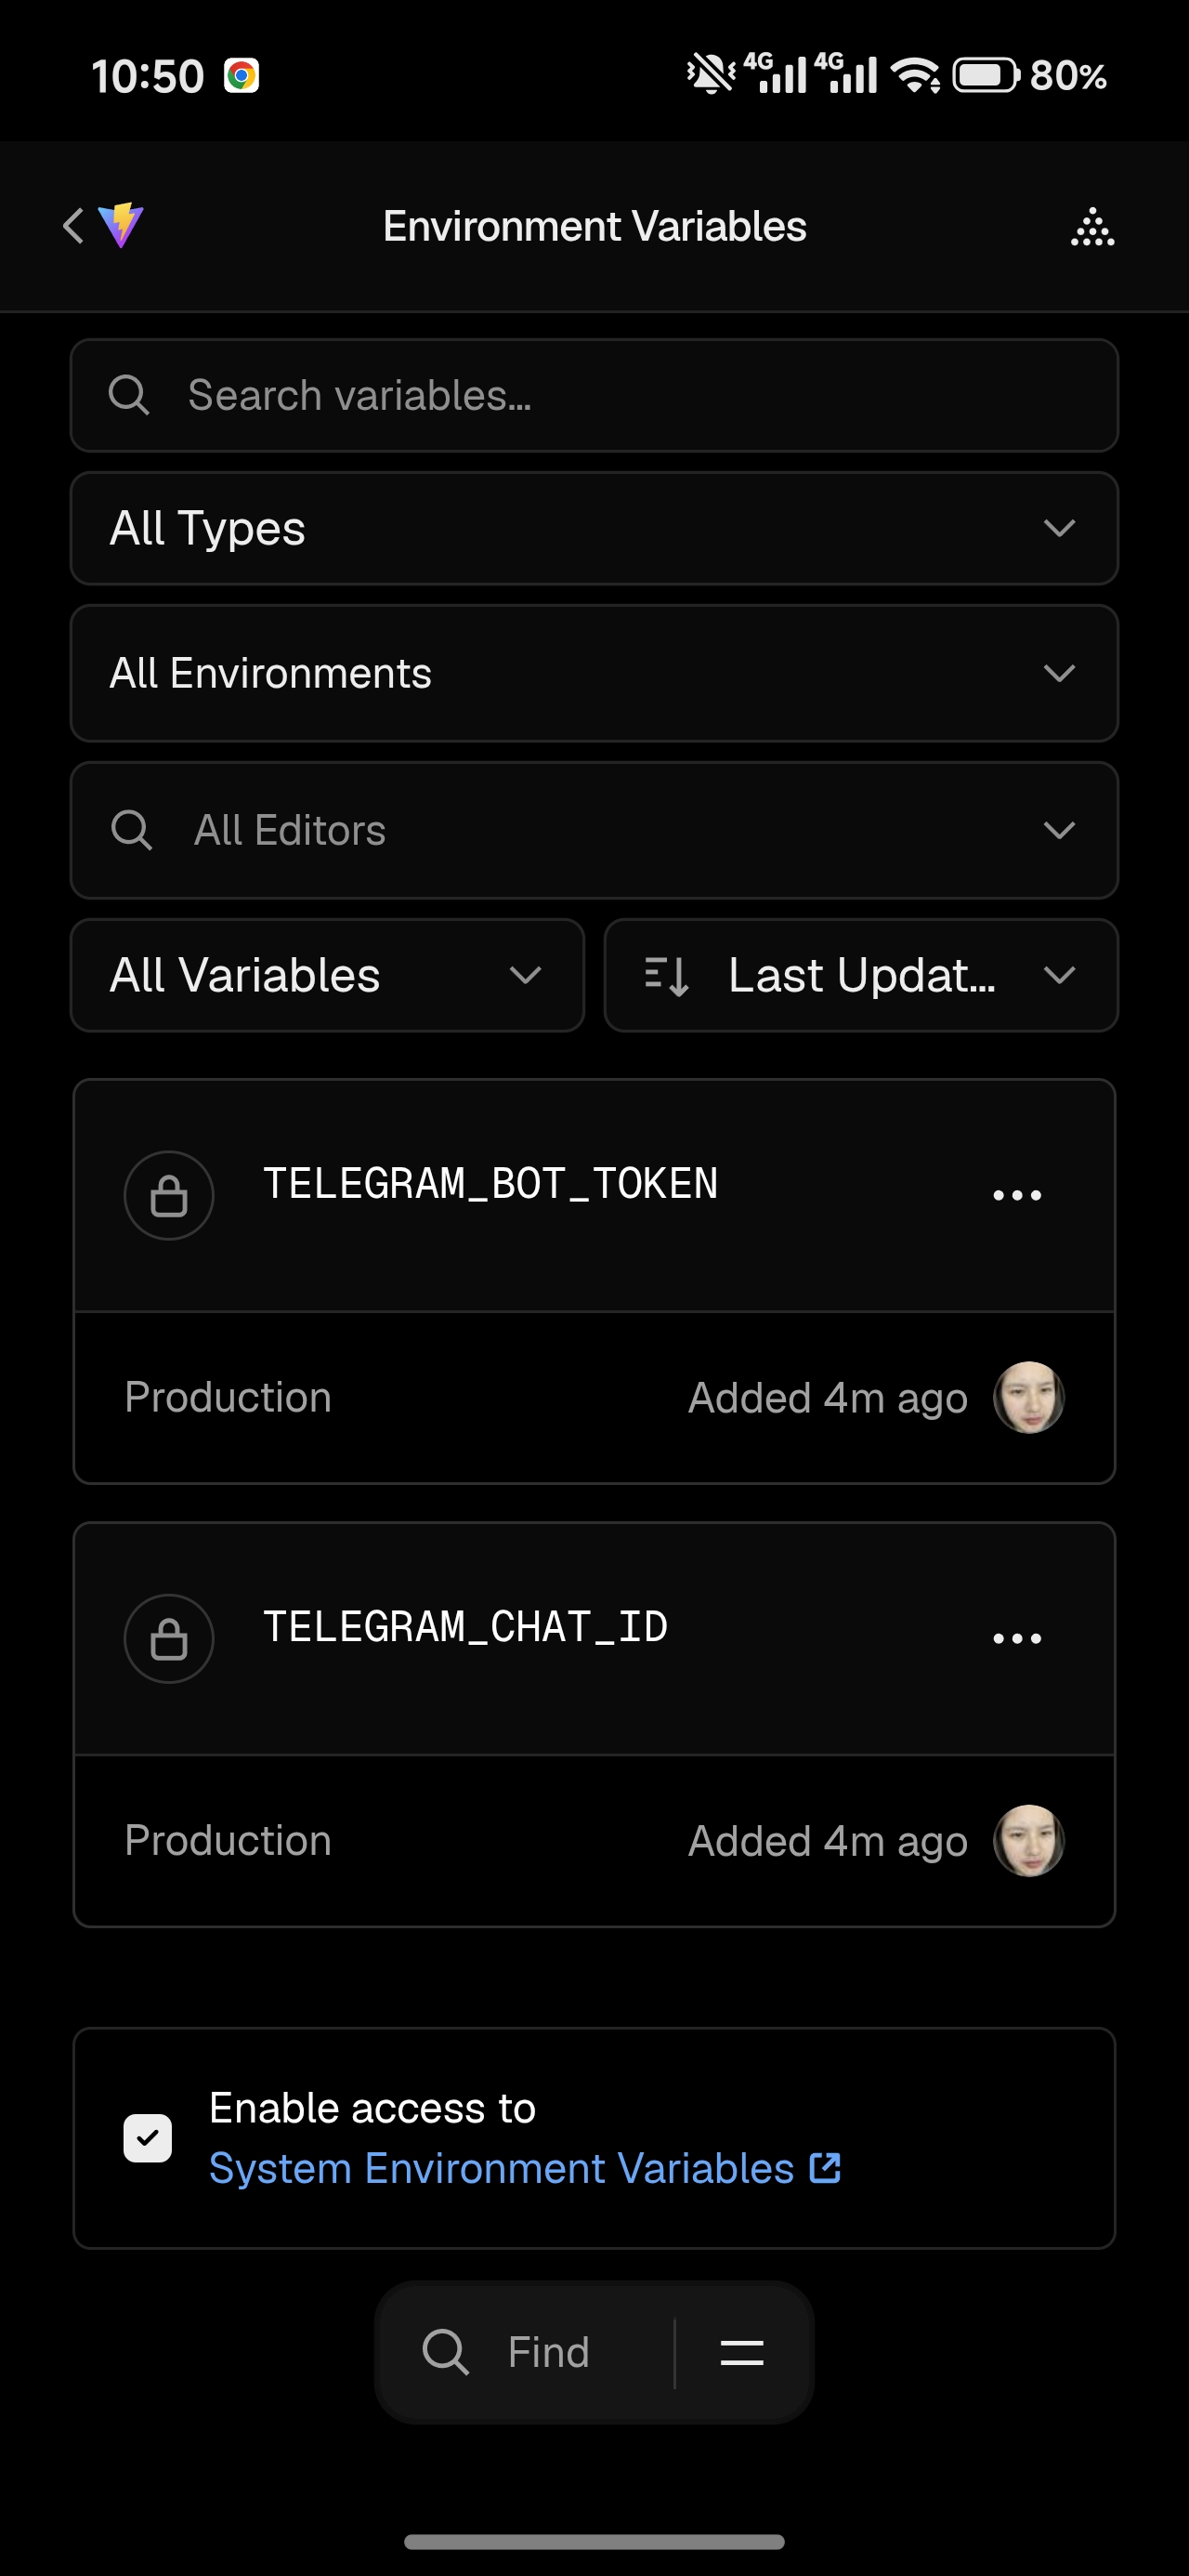 10:50
4G 4G 80%
Environment Variables
Search variables...
All Types
All Environments
All Editors
All Variables
Last Updat...
TELEGRAM_BOT_TOKEN
Production
Added 4m ago
TELEGRAM_CHAT_ID
Production
Added 4m ago
Enable access to
System Environment Variables
Find